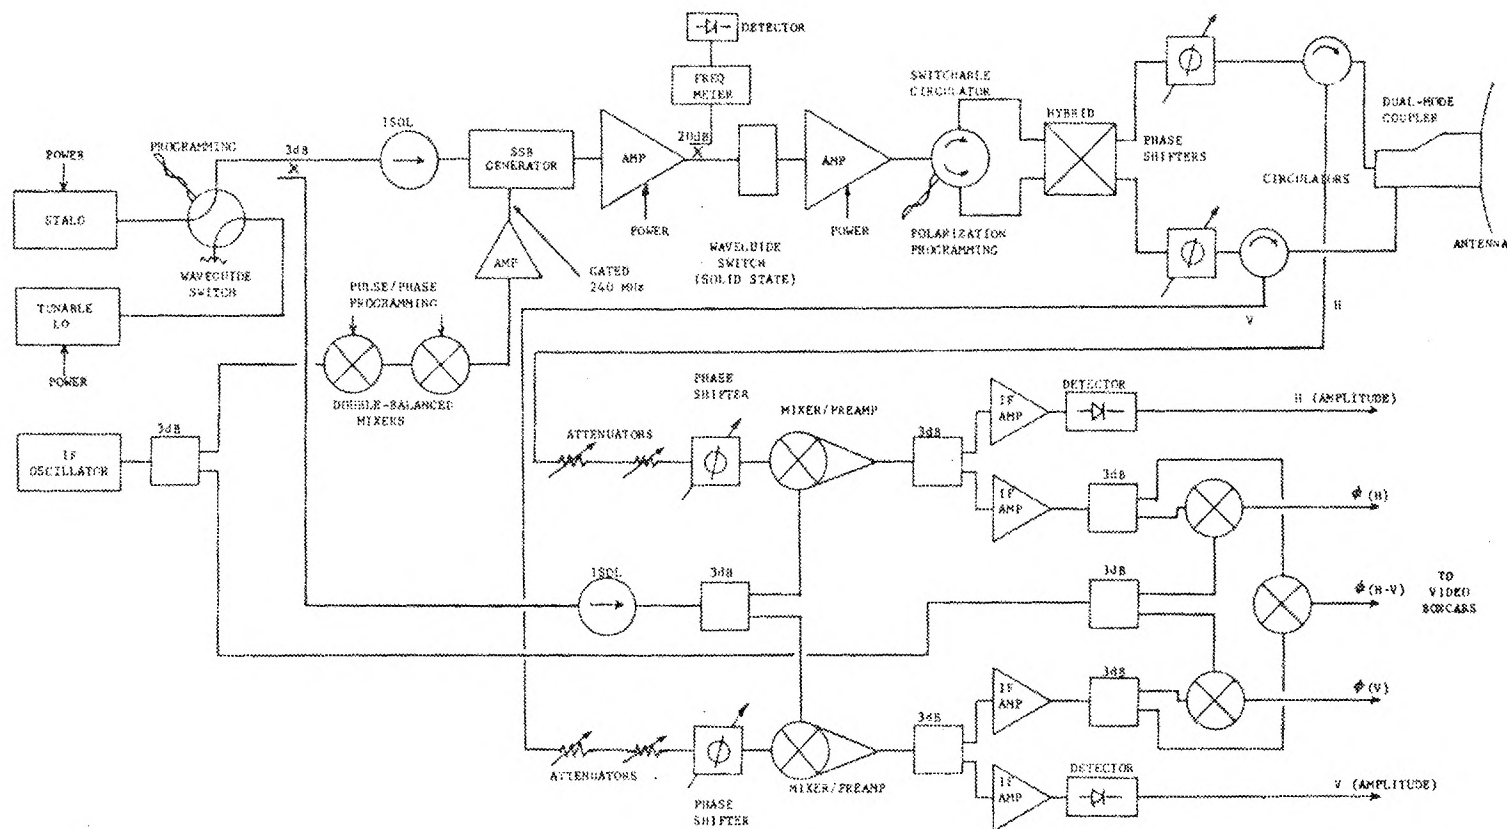 DETECTOR
FREQ
METER
SWITCHABLE
CIRCULATOR
DUAL-MODE
COUPLER
ISOL
3dB
PROGRAMMING
POWER
SSB
GENERATOR
AMP
20dB
AMP
HYBRID
PHASE
SHIFTERS
CIRCULATORS
STALO
POWER
POWER
POLARIZATION
PROGRAMMING
ANTENNA
WAVEGUIDE
SWITCH
WAVEGUIDE
SWITCH
(SOLID STATE)
AMP
GATED
240 MHz
TUNABLE
LO
PULSE/PHASE
PROGRAMMING
V
H
POWER
DOUBLE-BALANCED
MIXERS
PHASE
SHIFTER
MIXER/PREAMP
IF
AMP
DETECTOR
H (AMPLITUDE)
3dB
ATTENUATORS
3dB
IF
OSCILLATOR
ϕ
IF
AMP
3dB
ϕ (H)
ISOL
3dB
3dB
ϕ (H-V)
TO
VIDEO
BOXCARS
IF
AMP
3dB
ϕ (V)
3dB
ϕ
ATTENUATORS
MIXER/PREAMP
PHASE
SHIFTER
IF
AMP
DETECTOR
V (AMPLITUDE)
ϕ
ϕ